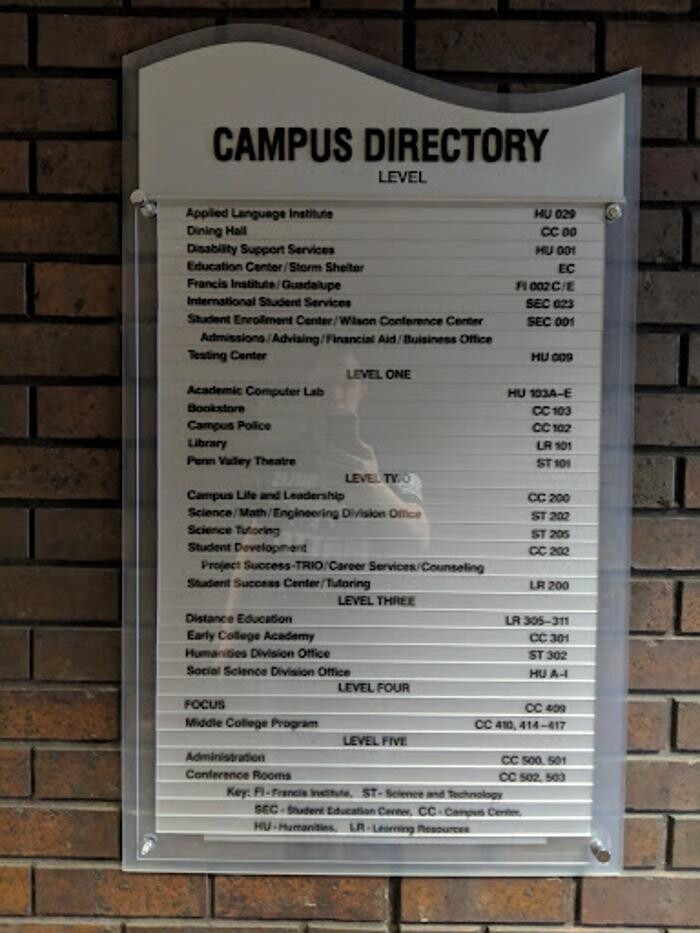 CAMPUS DIRECTORY
LEVEL
Applied Language Institute HU 029
Dining Hall CC 00
Disability Support Services HU 001
Education Center/Storm Shelter EC
Francis Institute/Guadalupe FI 002C/E
International Student Services SEC 023
Student Enrollment Center/Wilson Conference Center SEC 001
Admissions/Advising/Financial Aid/Buisiness Office
Testing Center HU 009
LEVEL ONE
Academic Computer Lab HU 103A-E
Bookstore CC 103
Campus Police CC 102
Library LR 101
Penn Valley Theatre ST 101
LEVEL TWO
Campus Life and Leadership CC 200
Science/Math/Engineering Division Office ST 202
Science Tutoring ST 205
Student Development CC 202
Project Success-TRIO/Career Services/Counseling
Student Success Center/Tutoring LR 200
LEVEL THREE
Distance Education LR 305-311
Early College Academy CC 301
Humanities Division Office ST 302
Social Science Division Office HU A-I
LEVEL FOUR
FOCUS CC 409
Middle College Program CC 410, 414-417
LEVEL FIVE
Administration CC 500, 501
Conference Rooms CC 502, 503
Key: FI - Francis Institute, ST - Science and Technology
SEC - Student Education Center, CC - Campus Center,
HU - Humanities, LR - Learning Resources